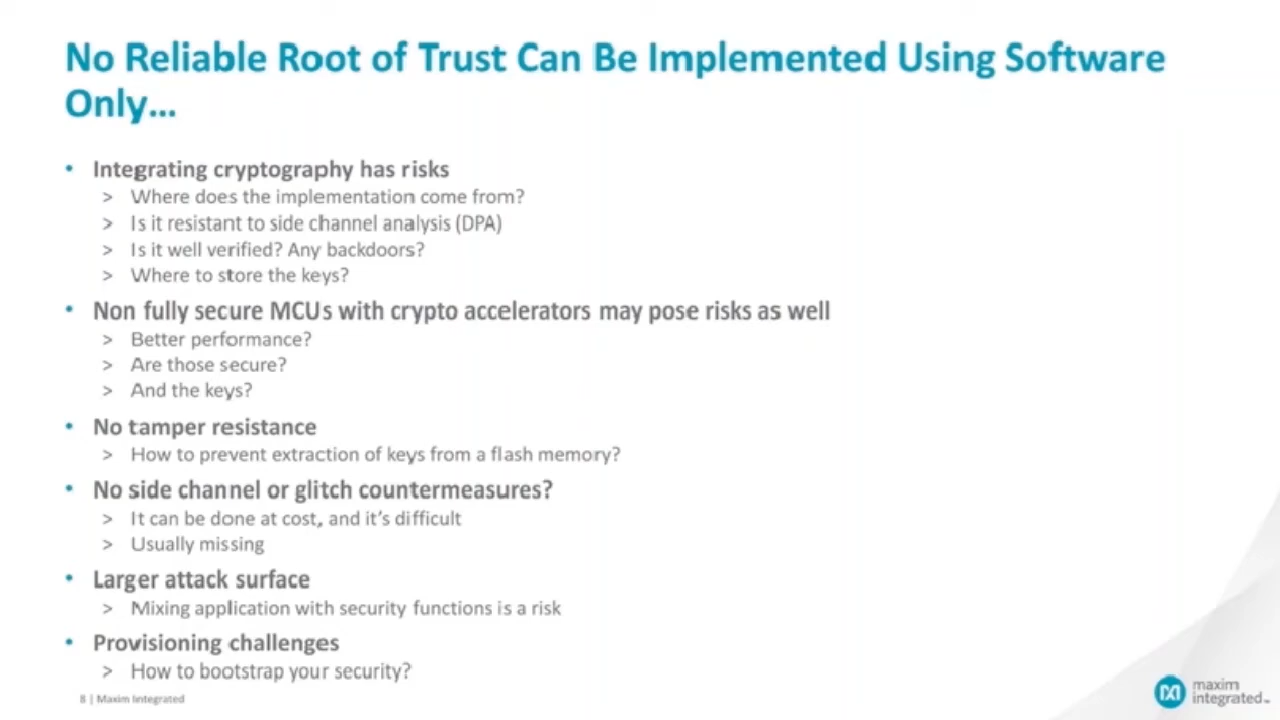 No Reliable Root of Trust Can Be Implemented Using Software
Only...
• Integrating cryptography has risks
> Where does the implementation come from?
> Is it resistant to side channel analysis (DPA)
> Is it well verified? Any backdoors?
> Where to store the keys?
• Non fully secure MCUs with crypto accelerators may pose risks as well
> Better performance?
> Are those secure?
> And the keys?
• No tamper resistance
> How to prevent extraction of keys from a flash memory?
• No side channel or glitch countermeasures?
> It can be done at cost, and it's difficult
> Usually missing
• Larger attack surface
> Mixing application with security functions is a risk
• Provisioning challenges
> How to bootstrap your security?
8 | Maxim Integrated
maxim
integrated™